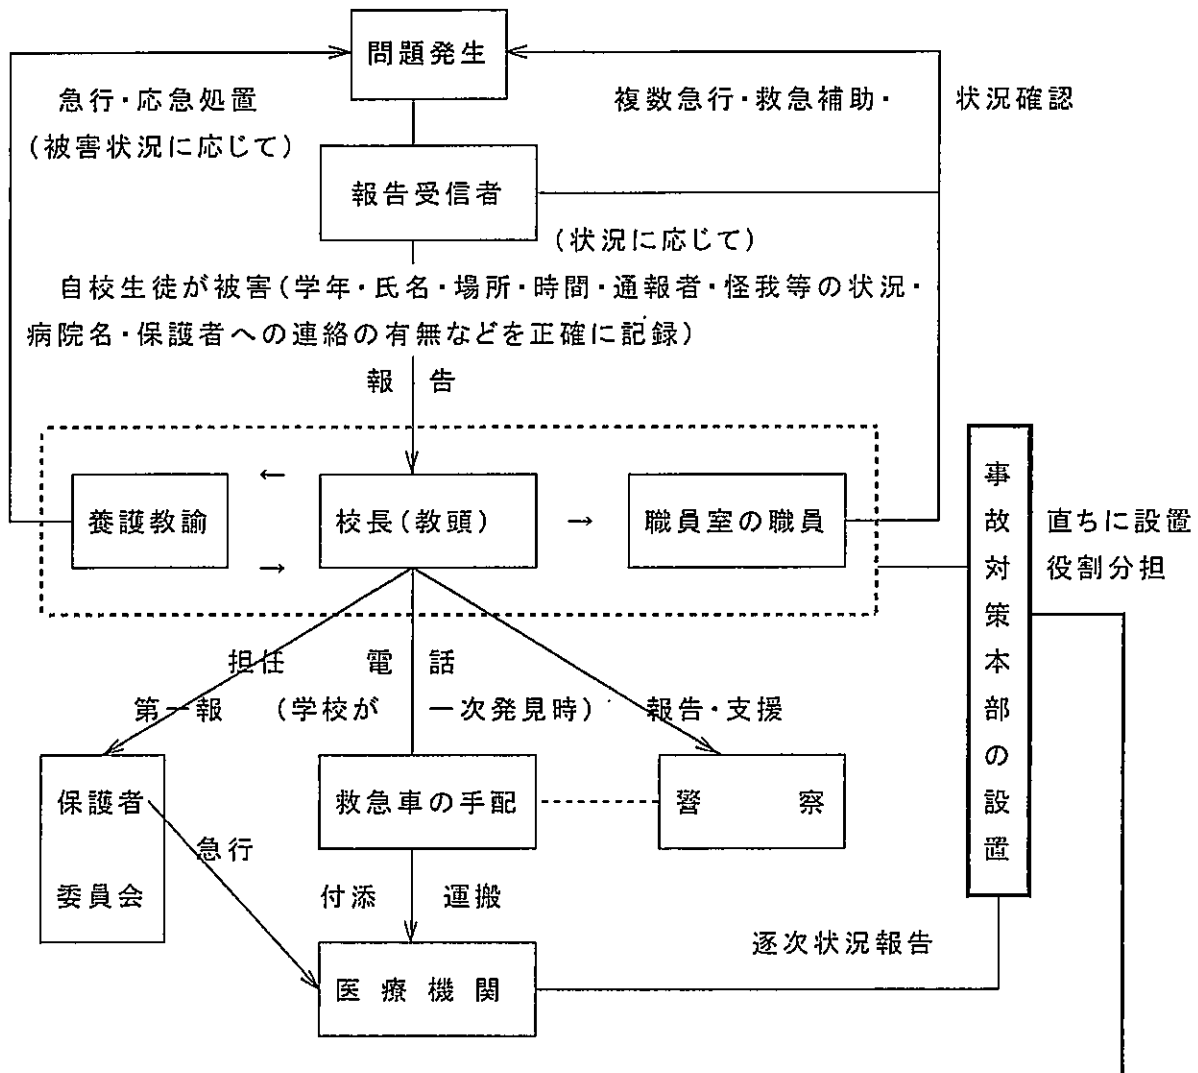 問題発生
急行・応急処置
(被害状況に応じて)
複数急行・救急補助・ 状況確認
報告受信者
(状況に応じて)
自校生徒が被害(学年・氏名・場所・時間・通報者・怪我等の状況・
病院名・保護者への連絡の有無などを正確に記録)
報 告
←
養護教諭
→
校長(教頭)
→
職員室の職員
事故対策本部の設置
直ちに設置
役割分担
担任 電 話
第一報 (学校が 一次発見時) 報告・支援
保護者
委員会
救急車の手配
警 察
急行
付添 運搬
逐次状況報告
医療機関